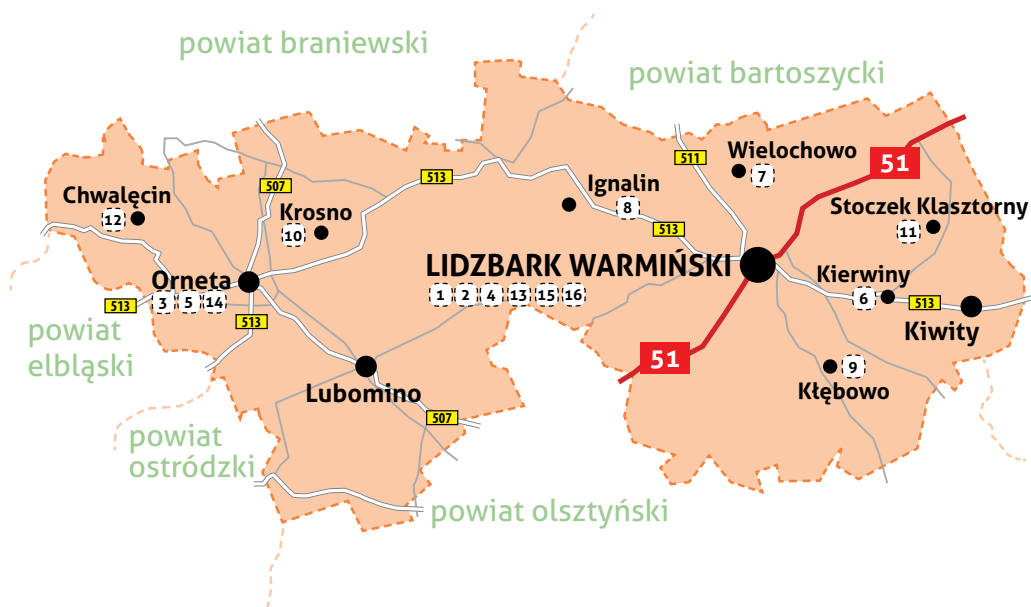 powiat braniewski
powiat bartoszycki
51
511
Wielochowo
7
513
507
Chwalęcin
12
Ignalin
8
Krosno
10
513
Stoczek Klasztorny
11
LIDZBARK WARMIŃSKI
1 2 4 13 15 16
Orneta
3 5 14
513
513
Kierwiny
6
513
Kiwity
powiat
elbląski
51
Kłębowo
9
Lubomino
507
powiat
ostródzki
powiat olsztyński